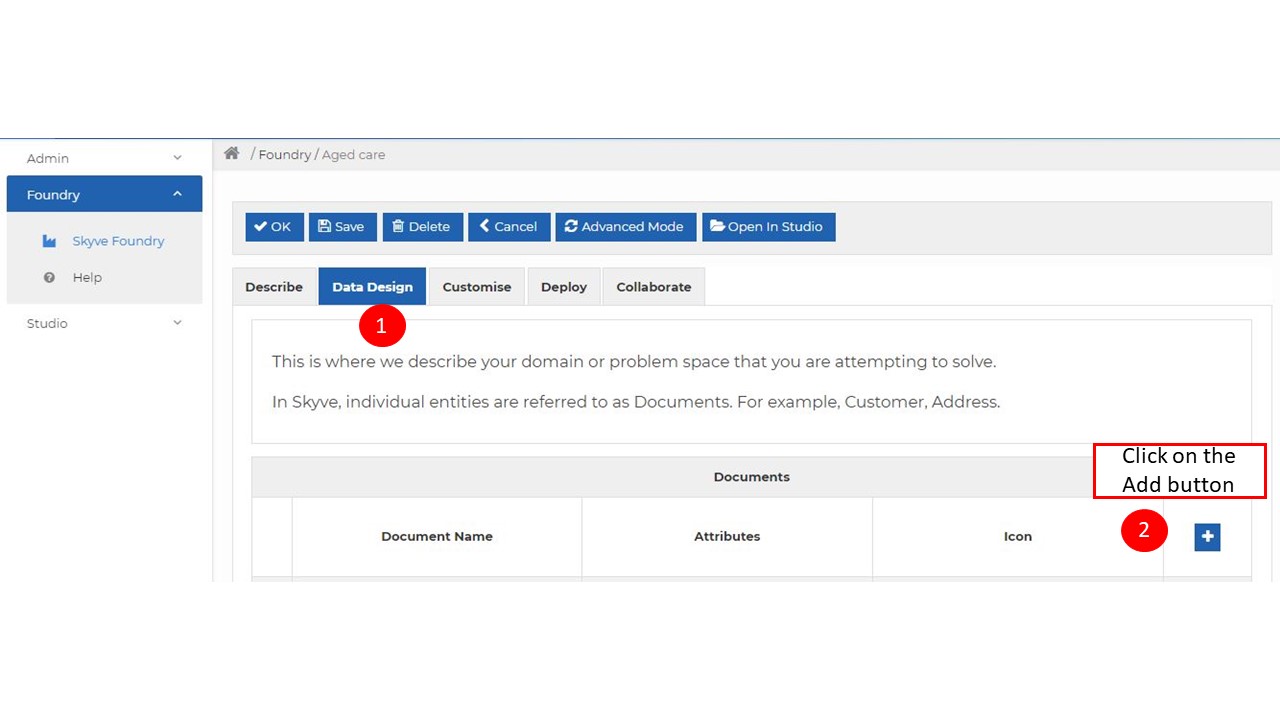 Admin
/ Foundry / Aged care
Foundry
Skyve Foundry
Help
Studio
OK Save Delete Cancel Advanced Mode Open In Studio
Describe Data Design Customise Deploy Collaborate
1
This is where we describe your domain or problem space that you are attempting to solve.
In Skyve, individual entities are referred to as Documents. For example, Customer, Address.
Click on the
Add button
Documents
2
Document Name Attributes Icon